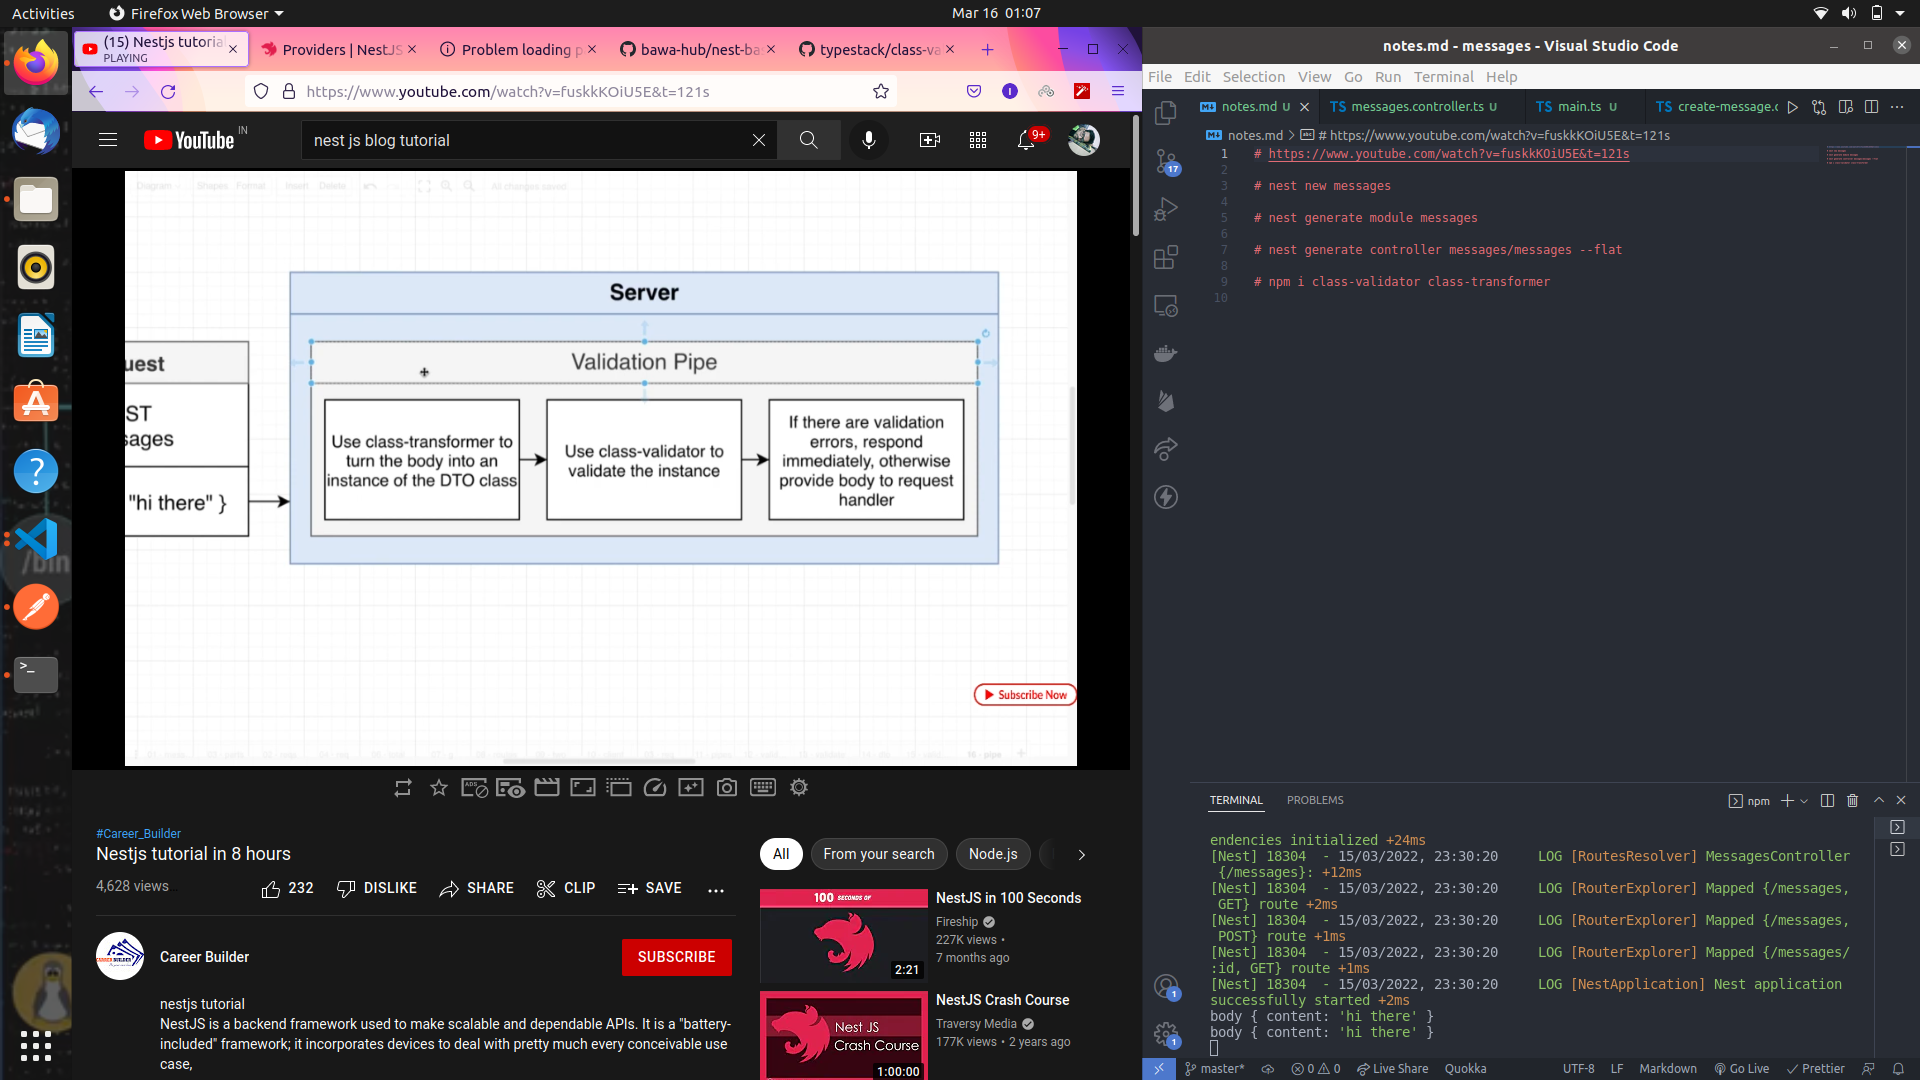 Activities
Firefox Web Browser
Mar 16 01:07
(15) Nestjs tutorial
PLAYING
Providers | NestJS
Problem loading p
bawa-hub/nest-ba
typestack/class-va
https://www.youtube.com/watch?v=fuskkKOiU5E&t=121s
YouTube IN
nest js blog tutorial
9+
Diagram Shapes Format Insert Delete All changes saved
Server
Validation Pipe
uest
ST
sages
"hi there" }
Use class-transformer to
turn the body into an
instance of the DTO class
Use class-validator to
validate the instance
If there are validation
errors, respond
immediately, otherwise
provide body to request
handler
Subscribe Now
16 - pipe
#Career_Builder
Nestjs tutorial in 8 hours
4,628 views
232
DISLIKE
SHARE
CLIP
SAVE
Career Builder
SUBSCRIBE
nestjs tutorial
NestJS is a backend framework used to make scalable and dependable APIs. It is a "battery-
included" framework; it incorporates devices to deal with pretty much every conceivable use
case,
All
From your search
Node.js
100 SECONDS OF
2:21
NestJS in 100 Seconds
Fireship
227K views •
7 months ago
Nest JS
Crash Course
1:00:00
NestJS Crash Course
Traversy Media
177K views • 2 years ago
notes.md - messages - Visual Studio Code
File Edit Selection View Go Run Terminal Help
notes.md U
messages.controller.ts U
main.ts U
create-message.c
notes.md > # https://www.youtube.com/watch?v=fuskkKOiU5E&t=121s
1 # https://www.youtube.com/watch?v=fuskkKOiU5E&t=121s
2
3 # nest new messages
4
5 # nest generate module messages
6
7 # nest generate controller messages/messages --flat
8
9 # npm i class-validator class-transformer
10
17
TERMINAL
PROBLEMS
npm
endencies initialized +24ms
[Nest] 18304 - 15/03/2022, 23:30:20 LOG [RoutesResolver] MessagesController
{/messages}: +12ms
[Nest] 18304 - 15/03/2022, 23:30:20 LOG [RouterExplorer] Mapped {/messages,
GET} route +2ms
[Nest] 18304 - 15/03/2022, 23:30:20 LOG [RouterExplorer] Mapped {/messages,
POST} route +1ms
[Nest] 18304 - 15/03/2022, 23:30:20 LOG [RouterExplorer] Mapped {/messages/
:id, GET} route +1ms
[Nest] 18304 - 15/03/2022, 23:30:20 LOG [NestApplication] Nest application
successfully started +2ms
body { content: 'hi there' }
body { content: 'hi there' }
1
1
master*
0 0
Live Share
Quokka
UTF-8
LF
Markdown
Go Live
Prettier